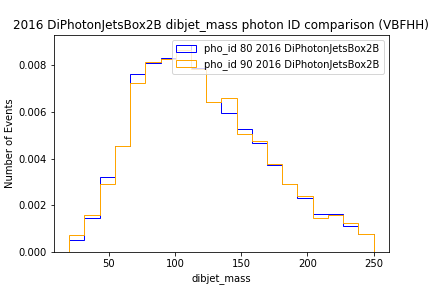 2016 DiPhotonJetsBox2B dibjet_mass photon ID comparison (VBFHH)
pho_id 80 2016 DiPhotonJetsBox2B
pho_id 90 2016 DiPhotonJetsBox2B
Number of Events
0.008
0.006
0.004
0.002
0.000
50
100
150
200
250
dibjet_mass